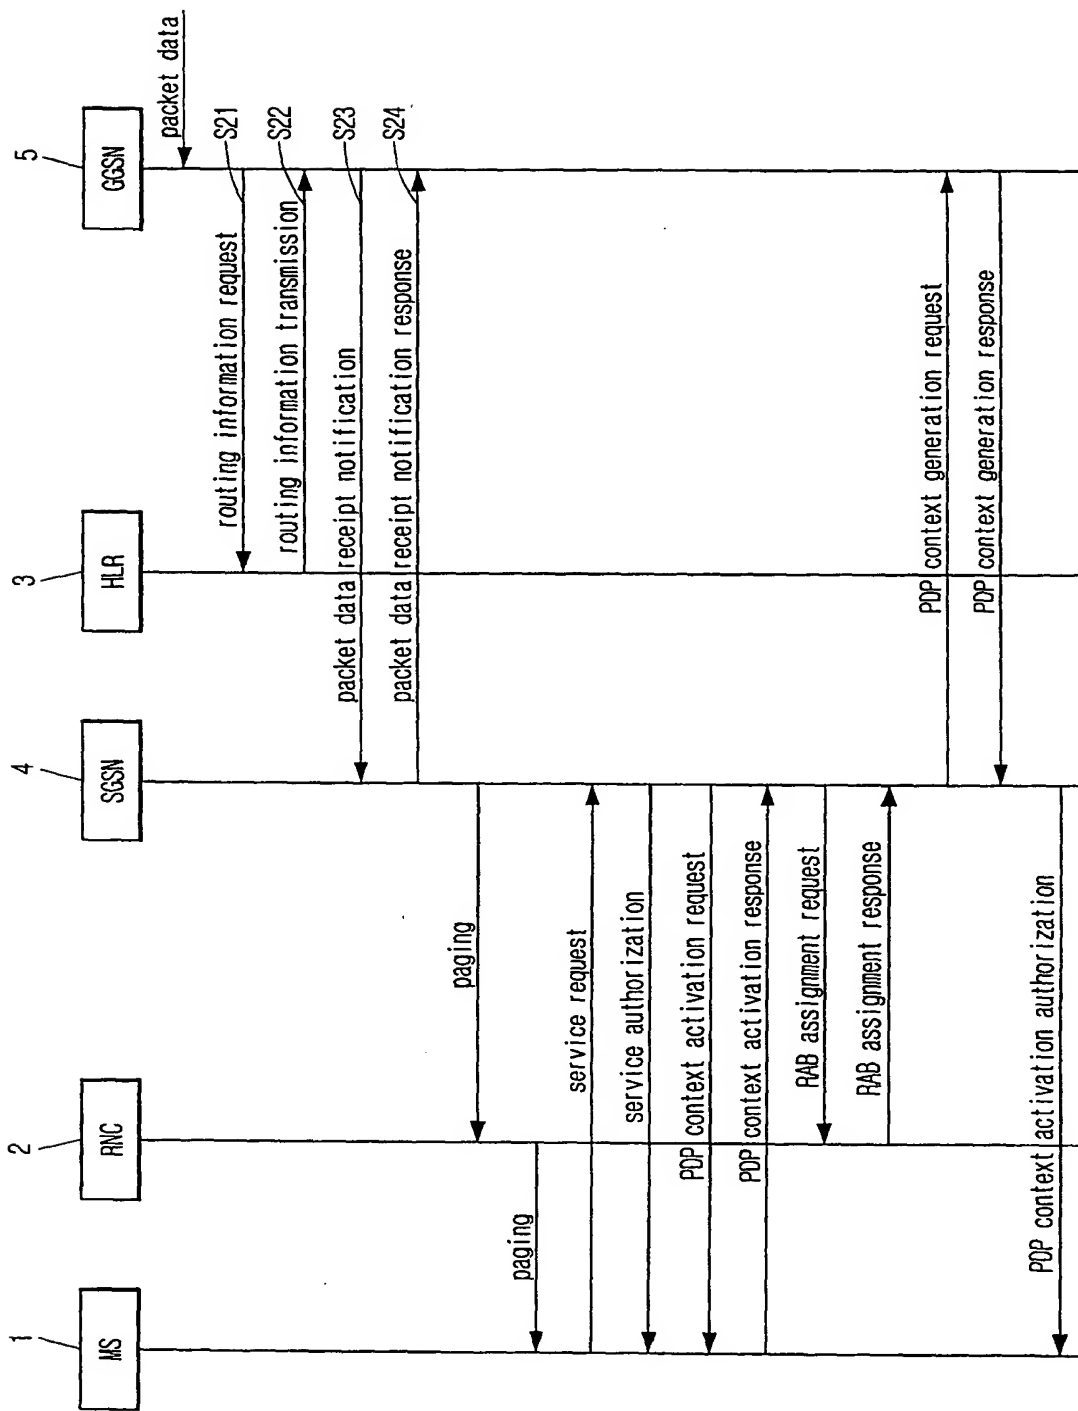 1
MS
2
RNC
4
SGSN
3
HLR
5
GGSN
packet data
routing information request
S21
routing information transmission
S22
packet data receipt notification
S23
packet data receipt notification response
S24
paging
paging
service request
service authorization
PDP context activation request
PDP context activation response
RAB assignment request
RAB assignment response
PDP context generation request
PDP context generation response
PDP context activation authorization